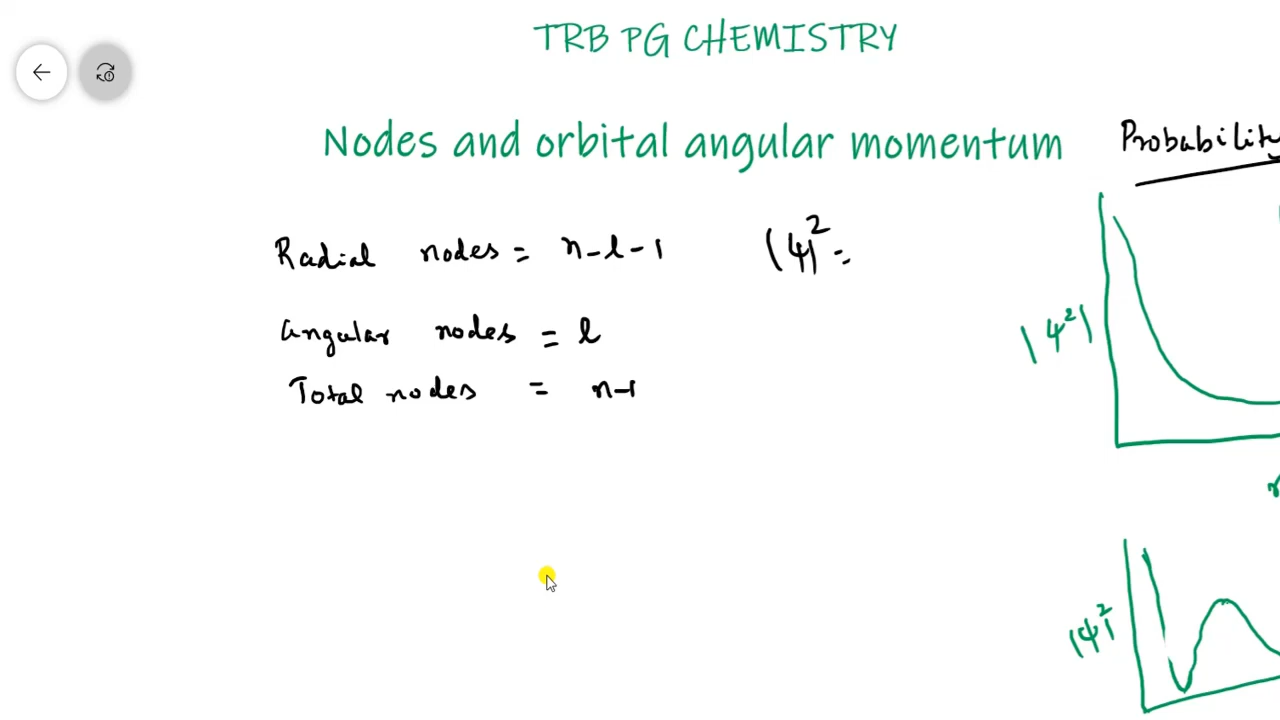 TRB PG CHEMISTRY
Nodes and orbital angular momentum
Probability
Radial nodes = n-l-1
|ψ|² =
Angular nodes = l
|ψ²|
Total nodes = n-1
r
|ψ|²